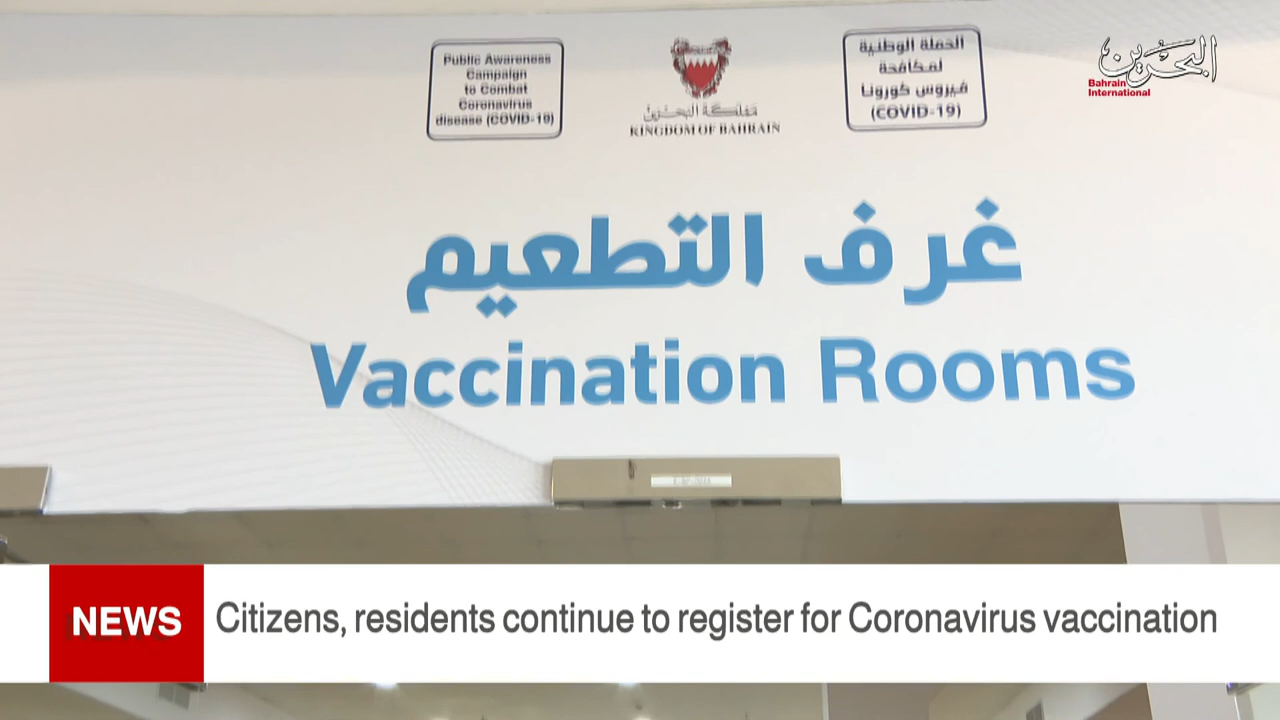 Public Awareness
Campaign
to Combat
Coronavirus
disease (COVID-19)
مملكة البحرين
KINGDOM OF BAHRAIN
الحملة الوطنية
لمكافحة
فيروس كورونا
(COVID-19)
البحرين
Bahrain
International
غرف التطعيم
Vaccination Rooms
NEWS
Citizens, residents continue to register for Coronavirus vaccination